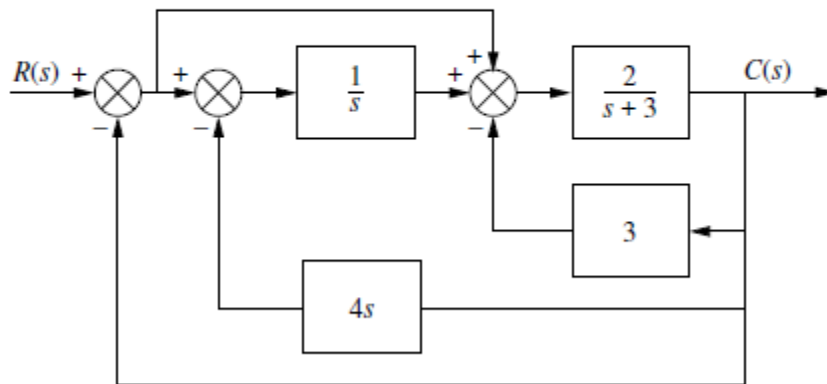 R(s) + + + + C(s)
1/s
2/(s + 3)
− − −
3
4s